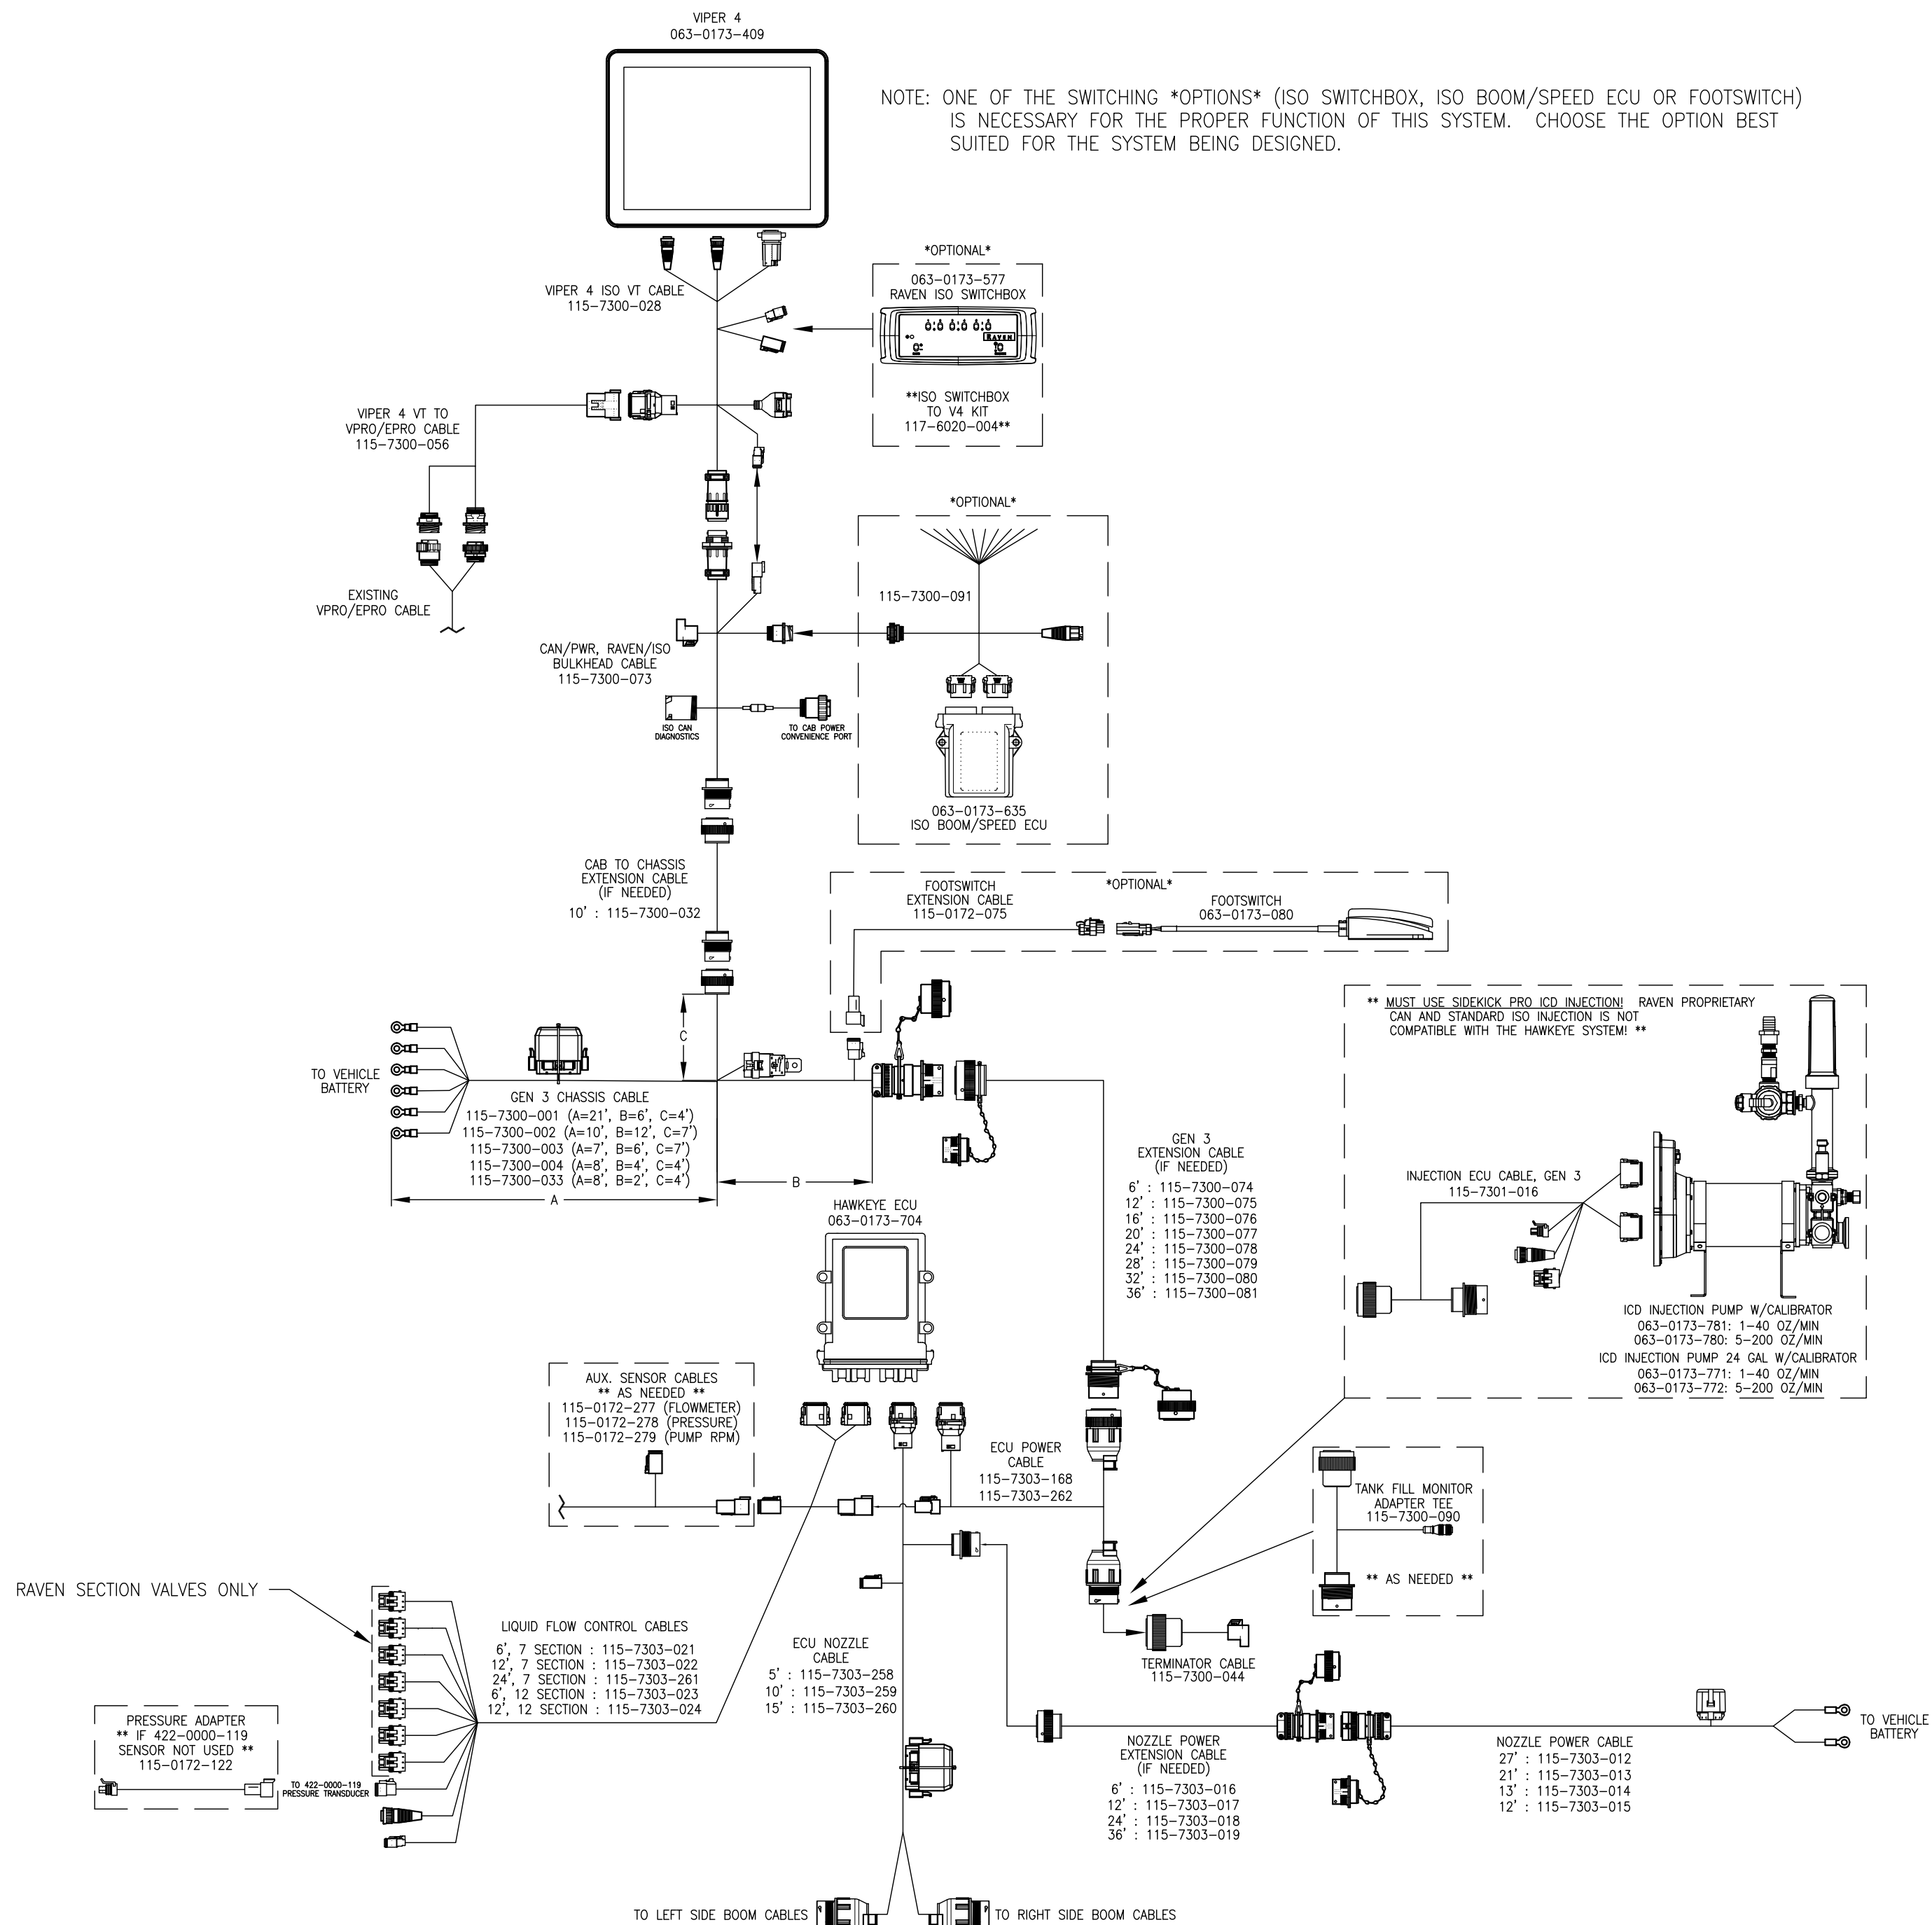 VIPER 4
063-0173-409
NOTE: ONE OF THE SWITCHING *OPTIONS* (ISO SWITCHBOX, ISO BOOM/SPEED ECU OR FOOTSWITCH)
IS NECESSARY FOR THE PROPER FUNCTION OF THIS SYSTEM. CHOOSE THE OPTION BEST
SUITED FOR THE SYSTEM BEING DESIGNED.
*OPTIONAL*
063-0173-577
RAVEN ISO SWITCHBOX
RAVEN
**ISO SWITCHBOX
TO V4 KIT
117-6020-004**
VIPER 4 ISO VT CABLE
115-7300-028
VIPER 4 VT TO
VPRO/EPRO CABLE
115-7300-056
EXISTING
VPRO/EPRO CABLE
*OPTIONAL*
115-7300-091
063-0173-635
ISO BOOM/SPEED ECU
CAN/PWR, RAVEN/ISO
BULKHEAD CABLE
115-7300-073
ISO CAN
DIAGNOSTICS
TO CAB POWER
CONVENIENCE PORT
CAB TO CHASSIS
EXTENSION CABLE
(IF NEEDED)
10' : 115-7300-032
FOOTSWITCH
EXTENSION CABLE
115-0172-075
*OPTIONAL*
FOOTSWITCH
063-0173-080
C
TO VEHICLE
BATTERY
GEN 3 CHASSIS CABLE
115-7300-001 (A=21', B=6', C=4')
115-7300-002 (A=10', B=12', C=7')
115-7300-003 (A=7', B=6', C=7')
115-7300-004 (A=8', B=4', C=4')
115-7300-033 (A=8', B=2', C=4')
A
B
** MUST USE SIDEKICK PRO ICD INJECTION! RAVEN PROPRIETARY
CAN AND STANDARD ISO INJECTION IS NOT
COMPATIBLE WITH THE HAWKEYE SYSTEM! **
INJECTION ECU CABLE, GEN 3
115-7301-016
ICD INJECTION PUMP W/CALIBRATOR
063-0173-781: 1-40 OZ/MIN
063-0173-780: 5-200 OZ/MIN
ICD INJECTION PUMP 24 GAL W/CALIBRATOR
063-0173-771: 1-40 OZ/MIN
063-0173-772: 5-200 OZ/MIN
GEN 3
EXTENSION CABLE
(IF NEEDED)
6' : 115-7300-074
12' : 115-7300-075
16' : 115-7300-076
20' : 115-7300-077
24' : 115-7300-078
28' : 115-7300-079
32' : 115-7300-080
36' : 115-7300-081
HAWKEYE ECU
063-0173-704
AUX. SENSOR CABLES
** AS NEEDED **
115-0172-277 (FLOWMETER)
115-0172-278 (PRESSURE)
115-0172-279 (PUMP RPM)
ECU POWER
CABLE
115-7303-168
115-7303-262
TANK FILL MONITOR
ADAPTER TEE
115-7300-090
** AS NEEDED **
TERMINATOR CABLE
115-7300-044
RAVEN SECTION VALVES ONLY
LIQUID FLOW CONTROL CABLES
6', 7 SECTION : 115-7303-021
12', 7 SECTION : 115-7303-022
24', 7 SECTION : 115-7303-261
6', 12 SECTION : 115-7303-023
12', 12 SECTION : 115-7303-024
PRESSURE ADAPTER
** IF 422-0000-119
SENSOR NOT USED **
115-0172-122
TO 422-0000-119
PRESSURE TRANSDUCER
ECU NOZZLE
CABLE
5' : 115-7303-258
10' : 115-7303-259
15' : 115-7303-260
NOZZLE POWER
EXTENSION CABLE
(IF NEEDED)
6' : 115-7303-016
12' : 115-7303-017
24' : 115-7303-018
36' : 115-7303-019
NOZZLE POWER CABLE
27' : 115-7303-012
21' : 115-7303-013
13' : 115-7303-014
12' : 115-7303-015
TO VEHICLE
BATTERY
TO LEFT SIDE BOOM CABLES
TO RIGHT SIDE BOOM CABLES